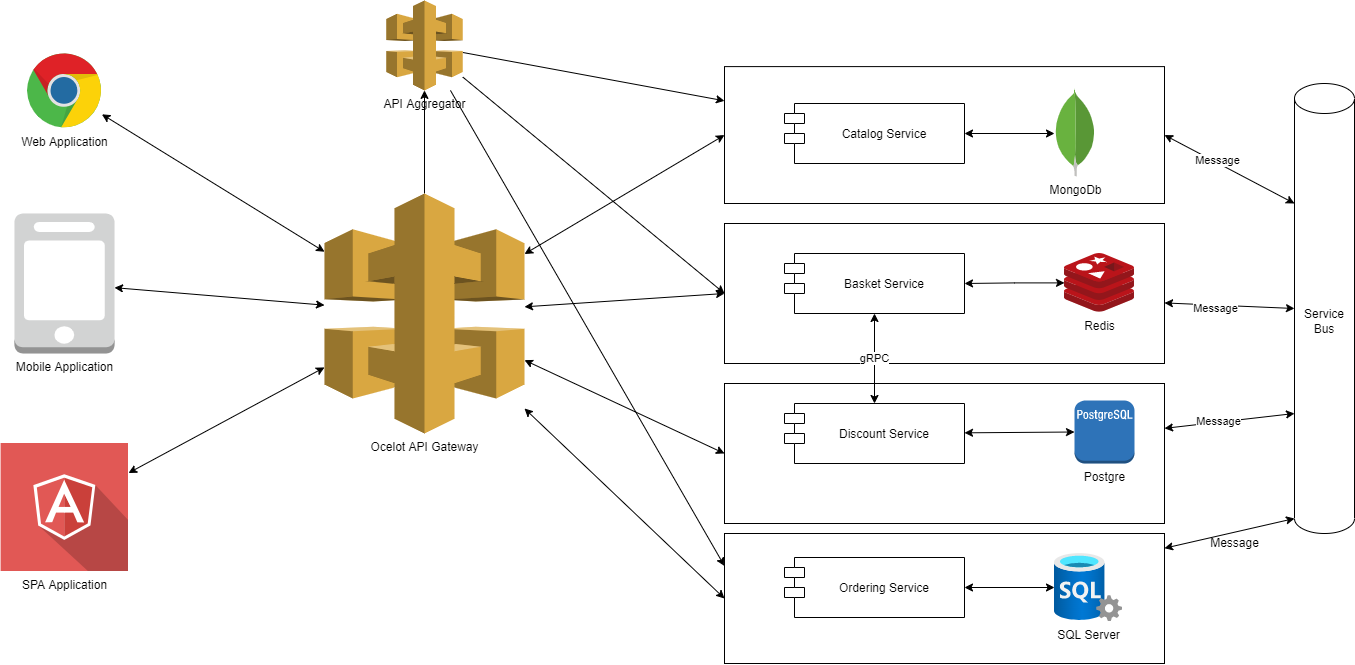 API Aggregator
Web Application
Catalog Service
MongoDb
Message
Mobile Application
Basket Service
Redis
Message
Service
Bus
gRPC
Ocelot API Gateway
Discount Service
PostgreSQL
Postgre
Message
SPA Application
Ordering Service
SQL
SQL Server
Message